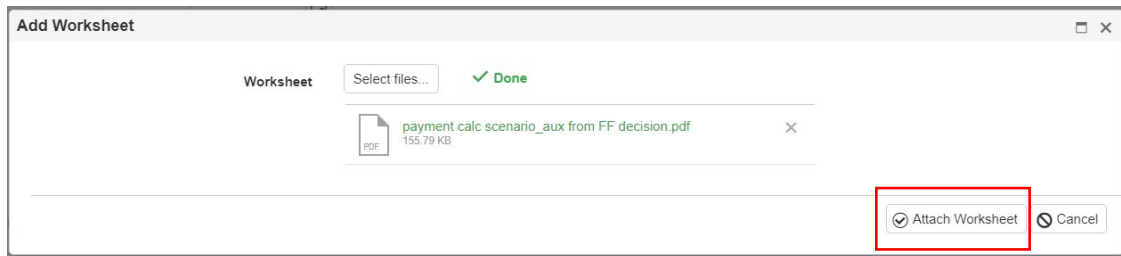 Add Worksheet
Worksheet
Select files...
Done
payment calc scenario_aux from FF decision.pdf
155.79 KB
PDF
Attach Worksheet
Cancel